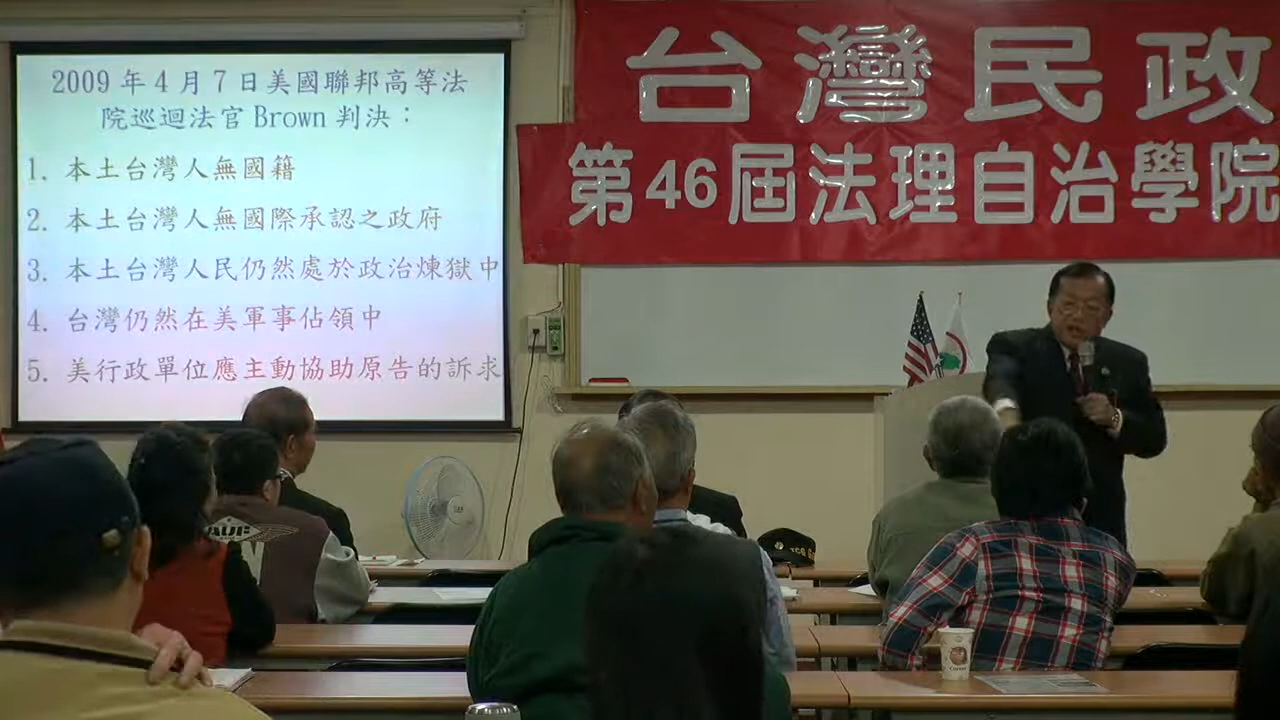 2009 年 4 月 7 日美國聯邦高等法
院巡迴法官 Brown 判決：
1. 本土台灣人無國籍
2. 本土台灣人無國際承認之政府
3. 本土台灣人民仍然處於政治煉獄中
4. 台灣仍然在美軍事佔領中
5. 美行政單位應主動協助原告的訴求
台灣民政
第46屆法理自治學院